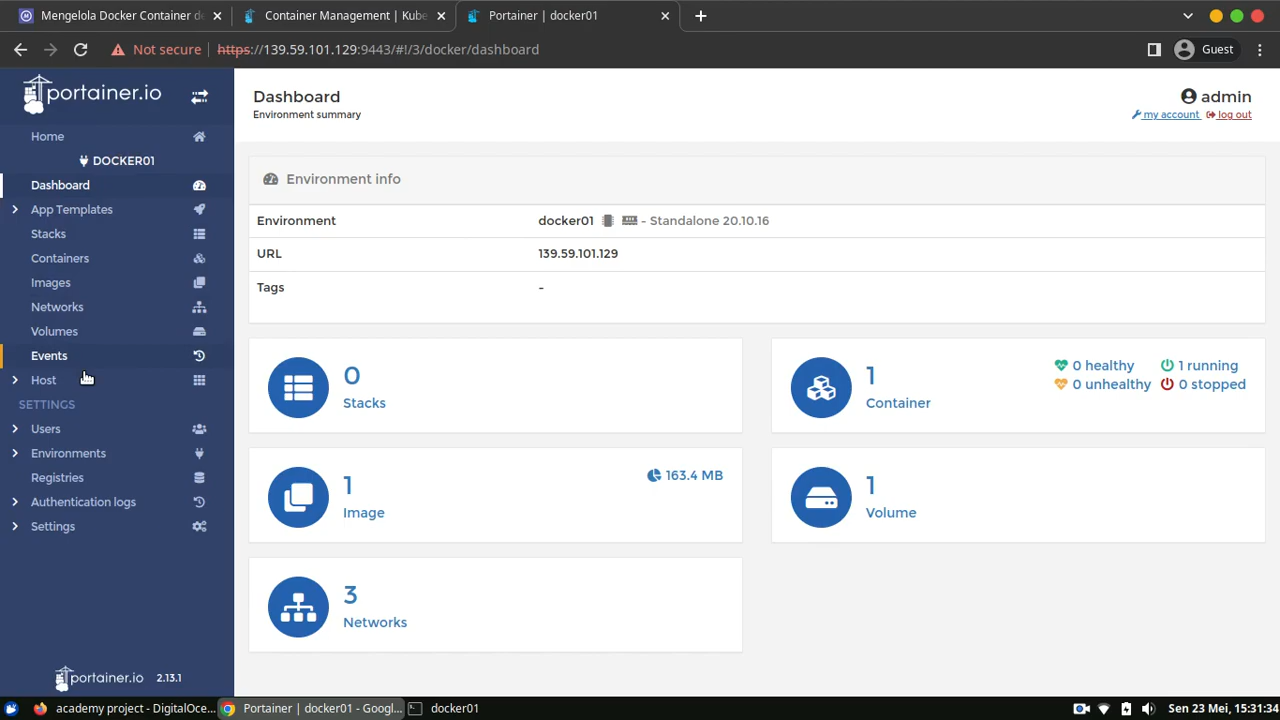 Mengelola Docker Container de
Container Management | Kube
Portainer | docker01
Not secure
https://139.59.101.129:9443/#!/3/docker/dashboard
Guest
portainer.io
Home
DOCKER01
Dashboard
App Templates
Stacks
Containers
Images
Networks
Volumes
Events
Host
SETTINGS
Users
Environments
Registries
Authentication logs
Settings
portainer.io 2.13.1
Dashboard
Environment summary
admin
my account log out
Environment info
Environment docker01 - Standalone 20.10.16
URL 139.59.101.129
Tags -
0
Stacks
1
Container
0 healthy 1 running
0 unhealthy 0 stopped
1
Image
163.4 MB
1
Volume
3
Networks
academy project - DigitalOce...
Portainer | docker01 - Googl...
docker01
Sen 23 Mei, 15:31:34